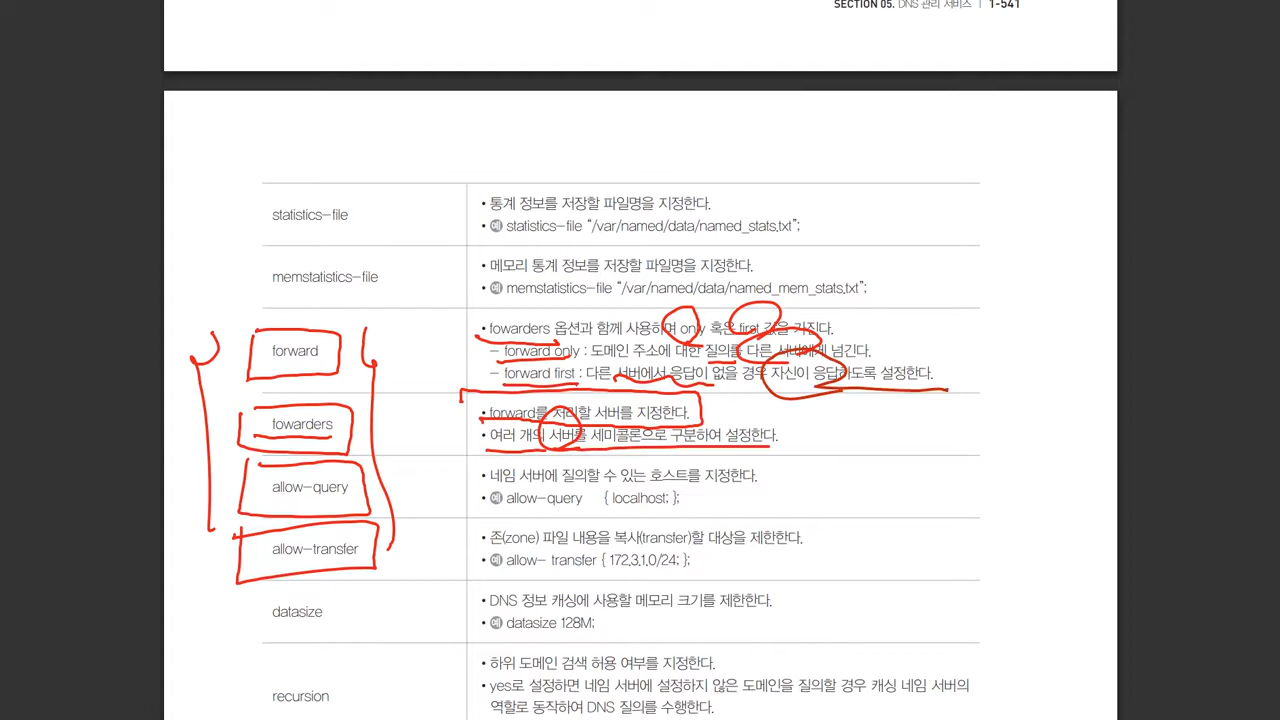 SECTION 05. DNS 관리 서비스 | 1-541
statistics-file
• 통계 정보를 저장할 파일명을 지정한다.
• 예 statistics-file “/var/named/data/named_stats.txt”;
memstatistics-file
• 메모리 통계 정보를 저장할 파일명을 지정한다.
• 예 memstatistics-file “/var/named/data/named_mem_stats.txt”;
forward
• fowarders 옵션과 함께 사용하며 only 혹은 first 값을 가진다.
– forward only : 도메인 주소에 대한 질의를 다른 서버에게 넘긴다.
– forward first : 다른 서버에서 응답이 없을 경우 자신이 응답하도록 설정한다.
fowarders
• forward를 처리할 서버를 지정한다.
• 여러 개의 서버를 세미콜론으로 구분하여 설정한다.
allow-query
• 네임 서버에 질의할 수 있는 호스트를 지정한다.
• 예 allow-query { localhost; };
allow-transfer
• 존(zone) 파일 내용을 복사(transfer)할 대상을 제한한다.
• 예 allow- transfer { 172.3.1.0/24; };
datasize
• DNS 정보 캐싱에 사용할 메모리 크기를 제한한다.
• 예 datasize 128M;
recursion
• 하위 도메인 검색 허용 여부를 지정한다.
• yes로 설정하면 네임 서버에 설정하지 않은 도메인을 질의할 경우 캐싱 네임 서버의
역할로 동작하여 DNS 질의를 수행한다.